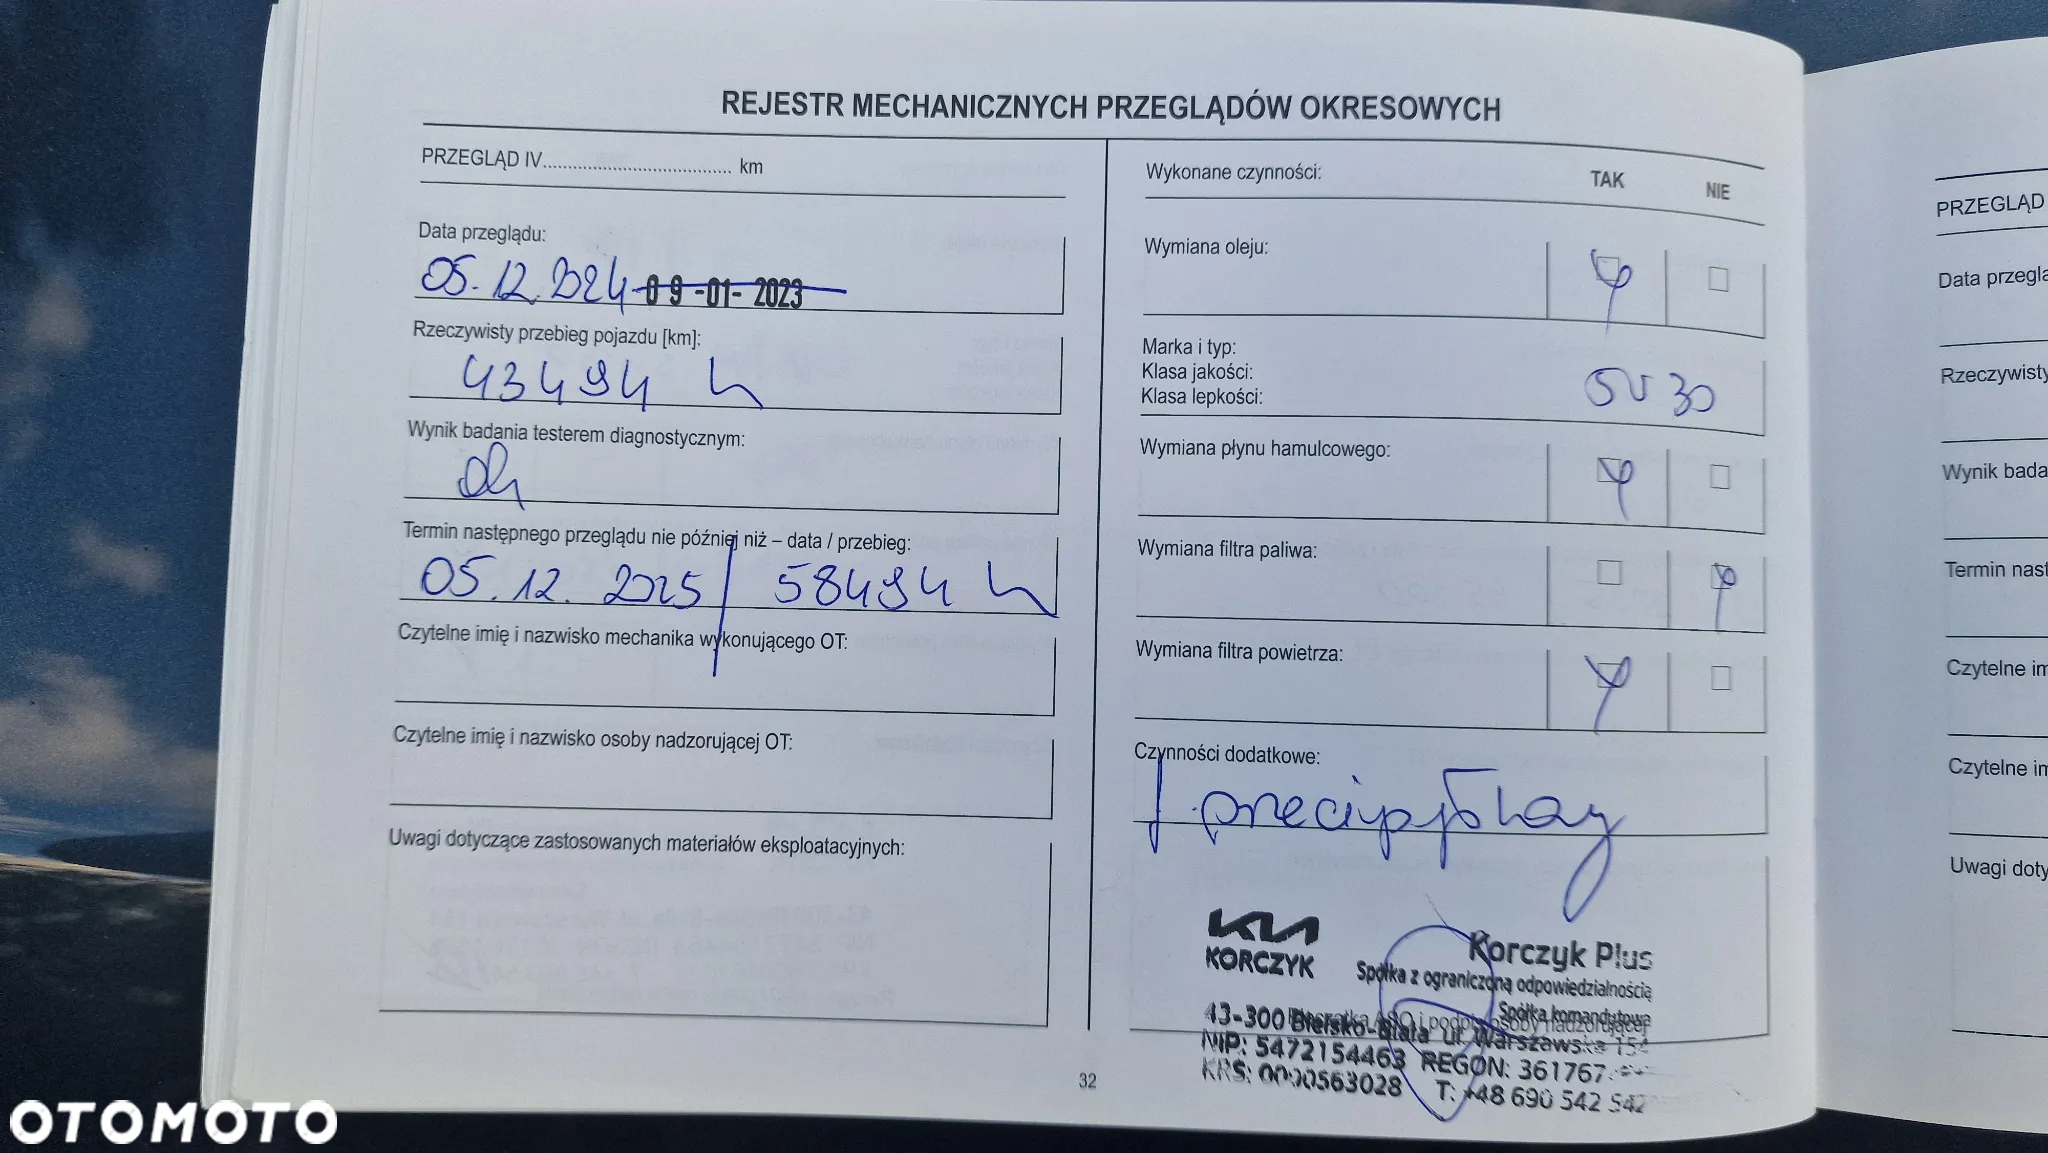 REJESTR MECHANICZNYCH PRZEGLĄDÓW OKRESOWYCH
PRZEGLĄD IV..................................... km
Data przeglądu:
05.12.2024 09-01-2023
Rzeczywisty przebieg pojazdu [km]:
43494
Wynik badania testerem diagnostycznym:
ok
Termin następnego przeglądu nie później niż – data / przebieg:
05.12.2025 / 58494
Czytelne imię i nazwisko mechanika wykonującego OT:
Czytelne imię i nazwisko osoby nadzorującej OT:
Uwagi dotyczące zastosowanych materiałów eksploatacyjnych:
Wykonane czynności: TAK NIE
Wymiana oleju:
Marka i typ:
Klasa jakości:
Klasa lepkości:
5W30
Wymiana płynu hamulcowego:
Wymiana filtra paliwa:
Wymiana filtra powietrza:
Czynności dodatkowe:
f. przeciwpyłkowy
KIA
KORCZYK
Korczyk Plus
Spółka z ograniczoną odpowiedzialnością
Spółka komandytowa
43-300 Bielsko-Biała ul. Warszawska 154
NIP: 5472154463 REGON: 361767
KRS: 0000563028 T: +48 690 542 542
32
PRZEGLĄD
Data przeglą
Rzeczywisty
Wynik bada
Termin nast
Czytelne im
Czytelne im
Uwagi doty
OTOMOTO